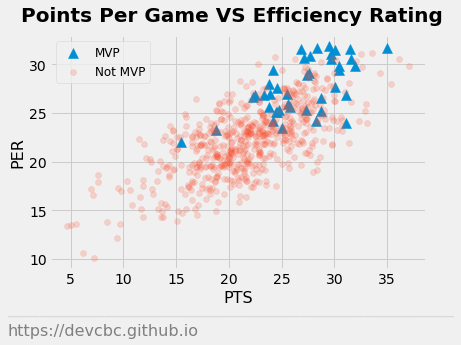 Points Per Game VS Efficiency Rating
MVP
Not MVP
PER
30
25
20
15
10
5
10
15
20
25
30
35
PTS
https://devcbc.github.io